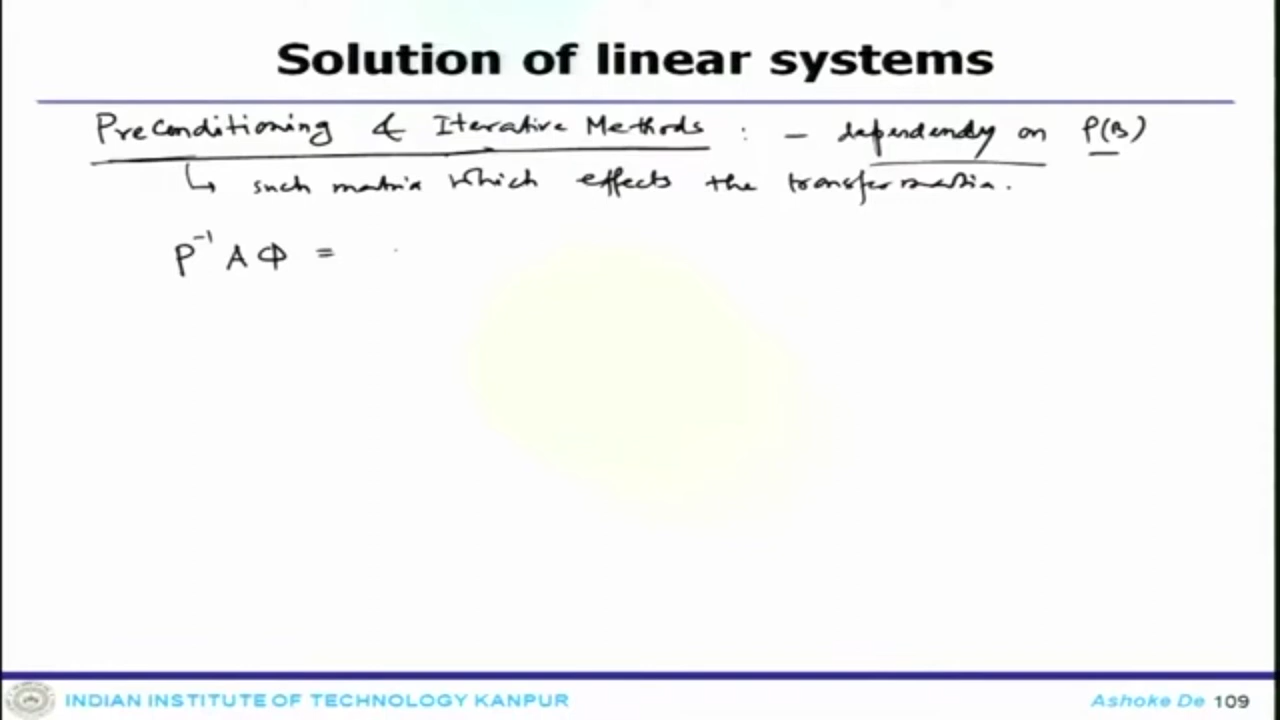 Solution of linear systems
Preconditioning & Iterative Methods : – dependendy on ρ(B)
↳ such matrix which effects the transformation.
P⁻¹ A Φ =
INDIAN INSTITUTE OF TECHNOLOGY KANPUR
Ashoke De 109